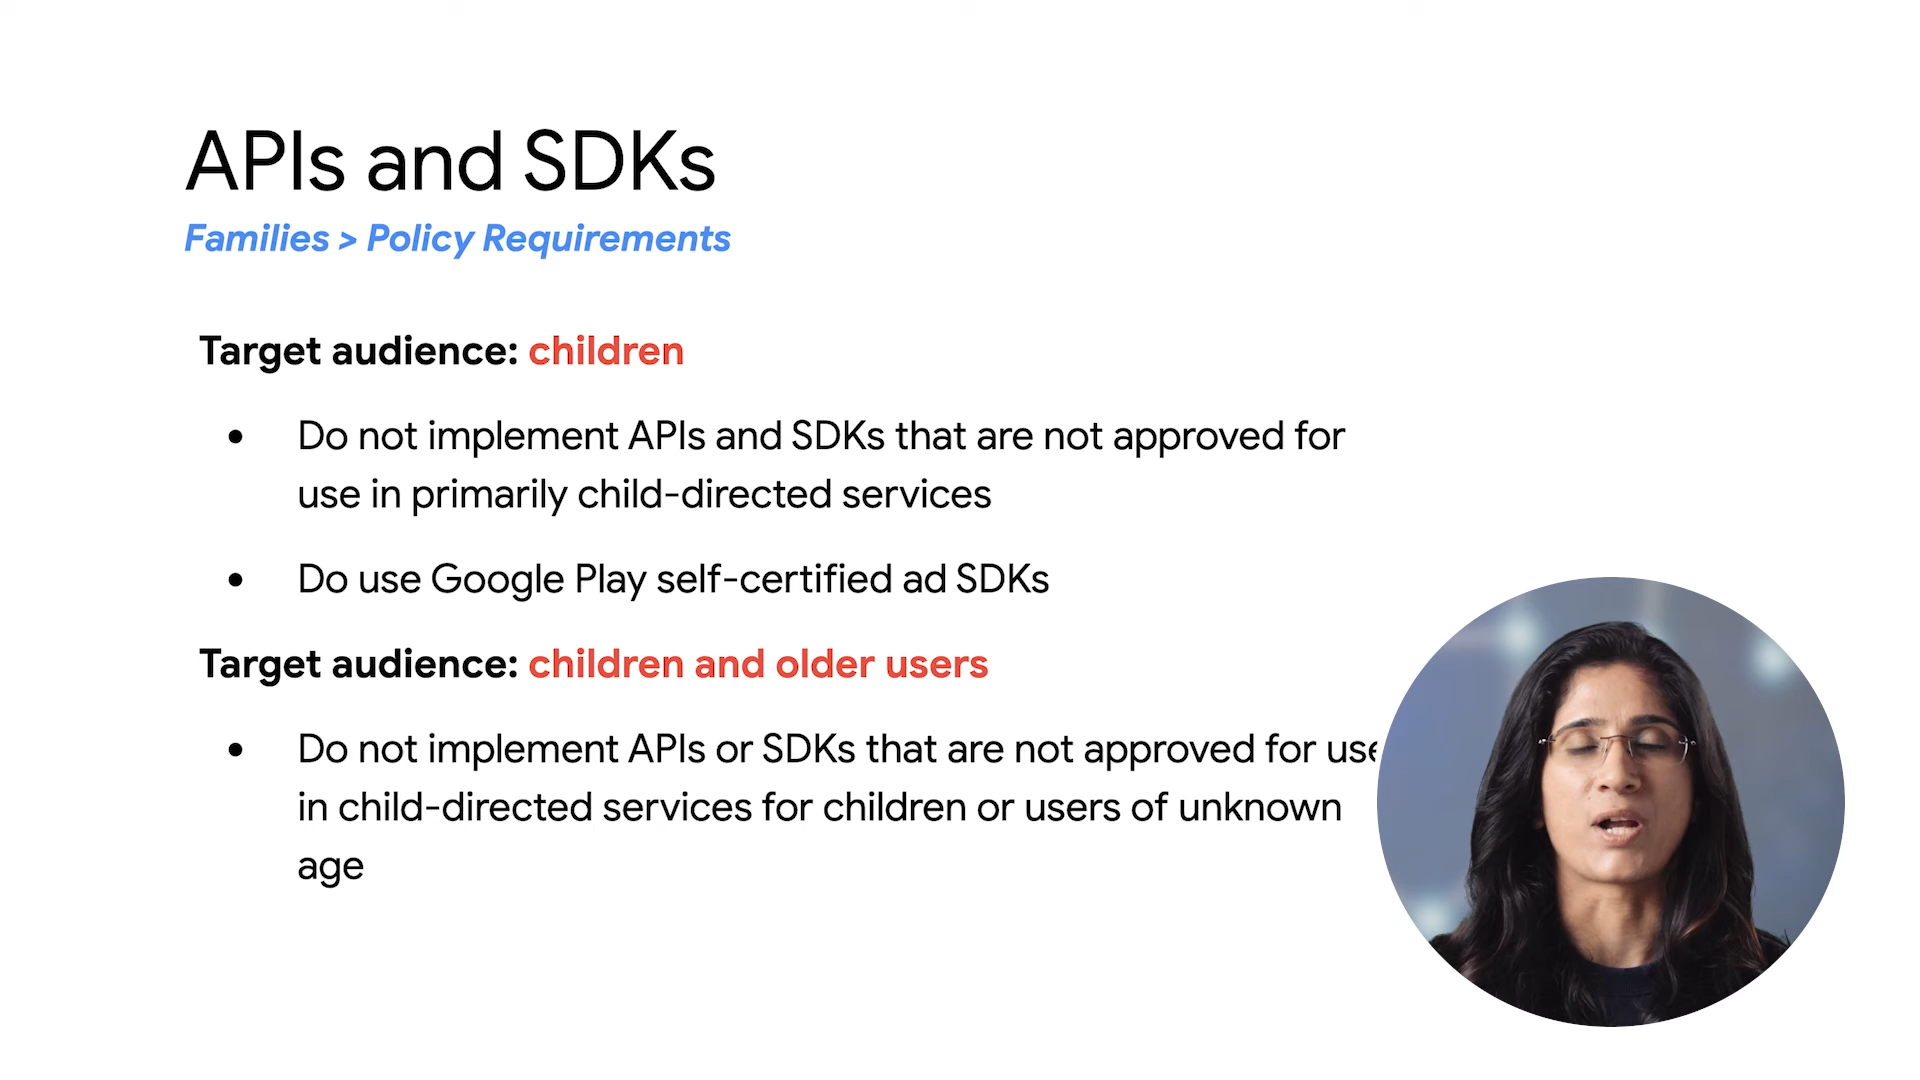 APIs and SDKs
Families > Policy Requirements
Target audience: children
• Do not implement APIs and SDKs that are not approved for
use in primarily child-directed services
• Do use Google Play self-certified ad SDKs
Target audience: children and older users
• Do not implement APIs or SDKs that are not approved for use
in child-directed services for children or users of unknown
age